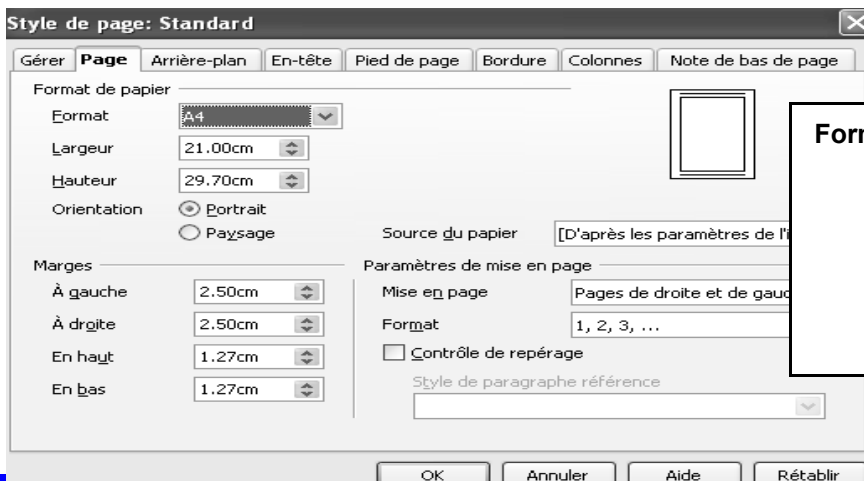 Style de page: Standard
Gérer Page Arrière-plan En-tête Pied de page Bordure Colonnes Note de bas de page
Format de papier
Format A4
Largeur 21.00cm
Hauteur 29.70cm
Orientation Portrait
Paysage
Source du papier [D'après les paramètres de l'i
Marges
À gauche 2.50cm
À droite 2.50cm
En haut 1.27cm
En bas 1.27cm
Paramètres de mise en page
Mise en page Pages de droite et de gauc
Format 1, 2, 3, ...
Contrôle de repérage
Style de paragraphe référence
Forn
OK Annuler Aide Rétablir